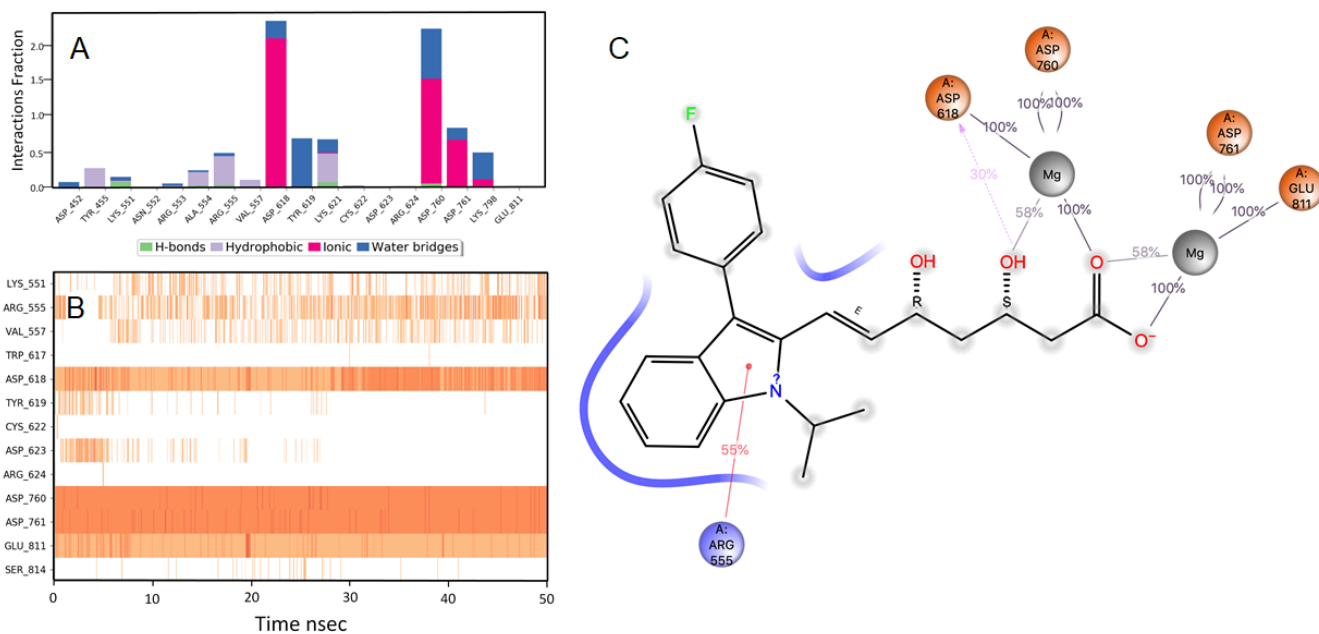 A
Interactions Fraction
2.0
1.5
1.0
0.5
0.0
ASP_452
TYR_455
LYS_551
ASN_552
ARG_553
ALA_554
ARG_555
VAL_557
ASP_618
TYR_619
LYS_621
CYS_622
ASP_623
ARG_624
ASP_760
ASP_761
LYS_798
GLU_811
H-bonds Hydrophobic Ionic Water bridges
B
LYS_551
ARG_555
VAL_557
TRP_617
ASP_618
TYR_619
CYS_622
ASP_623
ARG_624
ASP_760
ASP_761
GLU_811
SER_814
0 10 20 30 40 50
Time nsec
C
A:
ASP
760
A:
ASP
618
100% 100%
100%
A:
ASP
761
30%
Mg
100% 100%
A:
GLU
811
100%
58%
100%
Mg
58%
100%
F
OH
OH
O
O⁻
R
S
E
?
N
55%
A:
ARG
555